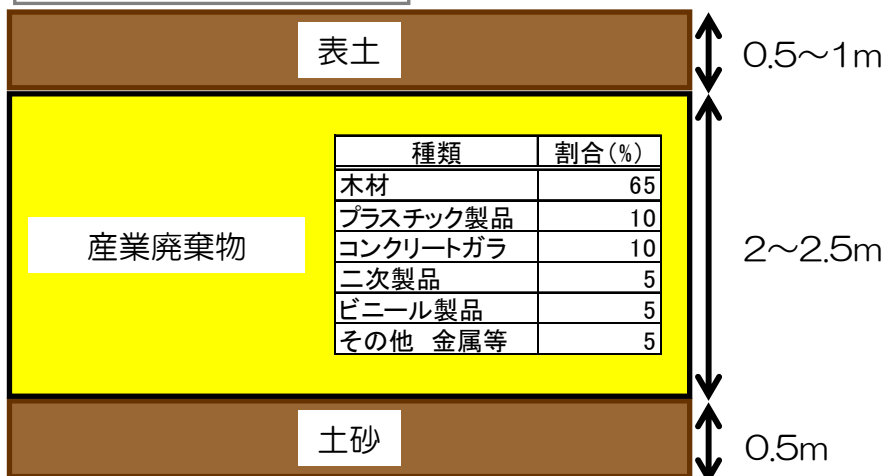 表土
0.5～1m
種類 割合(%)
木材 65
プラスチック製品 10
コンクリートガラ 10
二次製品 5
ビニール製品 5
その他 金属等 5
産業廃棄物
2～2.5m
土砂
0.5m